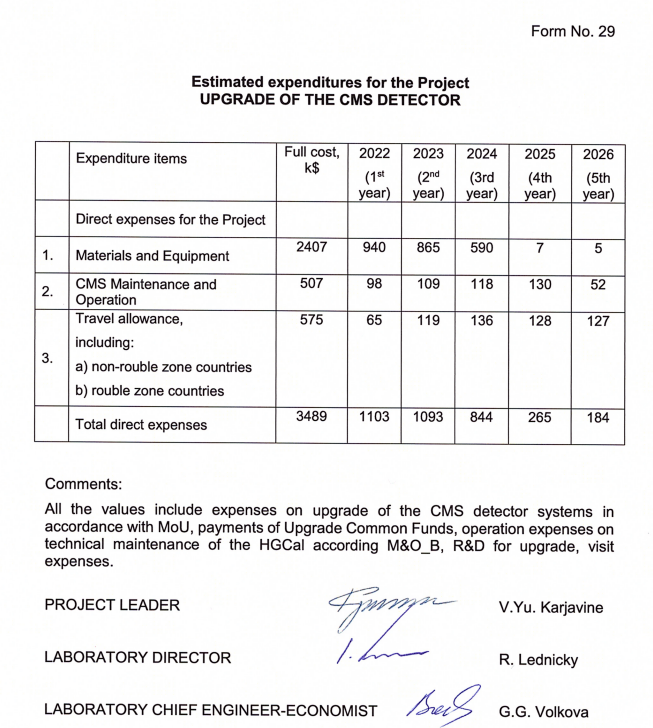 Form No. 29
Estimated expenditures for the Project
UPGRADE OF THE CMS DETECTOR
Expenditure items Full cost, k$ 2022 (1st year) 2023 (2nd year) 2024 (3rd year) 2025 (4th year) 2026 (5th year)
Direct expenses for the Project
1. Materials and Equipment 2407 940 865 590 7 5
2. CMS Maintenance and Operation 507 98 109 118 130 52
3. Travel allowance, 575 65 119 136 128 127
including:
a) non-rouble zone countries
b) rouble zone countries
Total direct expenses 3489 1103 1093 844 265 184
Comments:
All the values include expenses on upgrade of the CMS detector systems in
accordance with MoU, payments of Upgrade Common Funds, operation expenses on
technical maintenance of the HGCal according M&O_B, R&D for upgrade, visit
expenses.
PROJECT LEADER V.Yu. Karjavine
LABORATORY DIRECTOR R. Lednicky
LABORATORY CHIEF ENGINEER-ECONOMIST G.G. Volkova